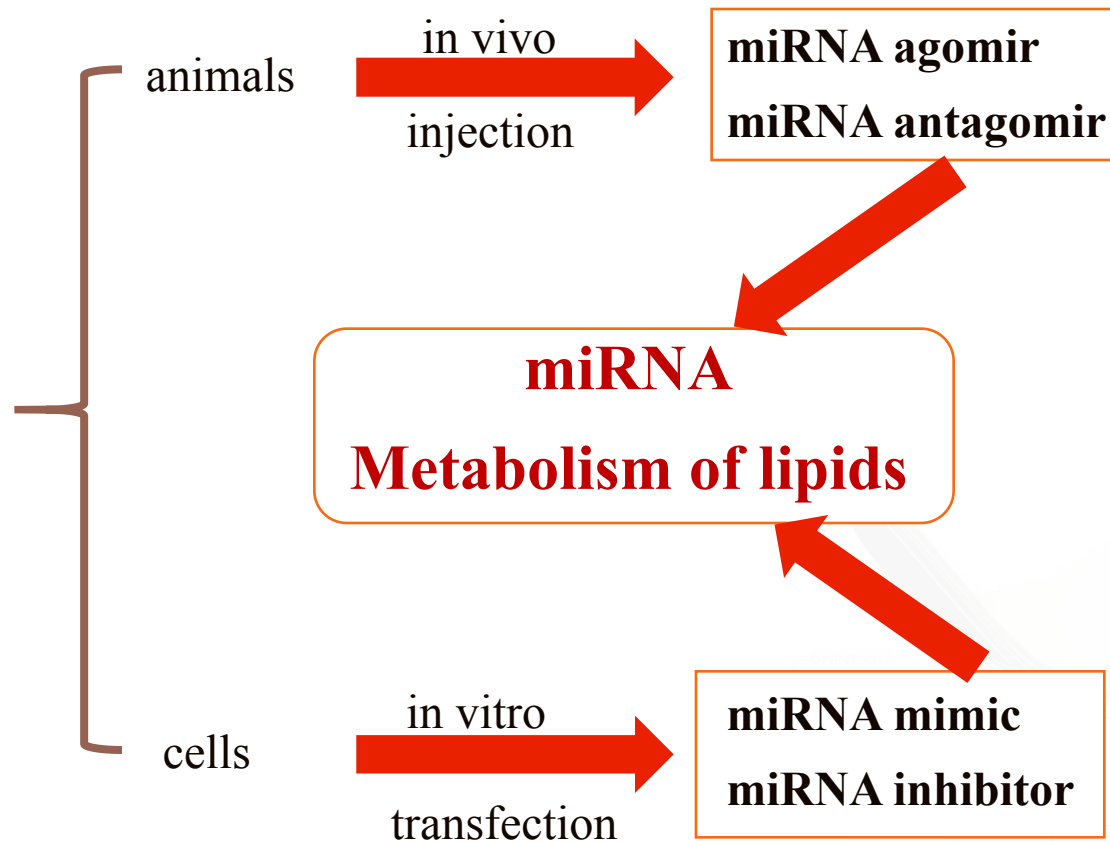 in vivo
animals
injection
miRNA agomir
miRNA antagomir
miRNA
Metabolism of lipids
in vitro
cells
transfection
miRNA mimic
miRNA inhibitor